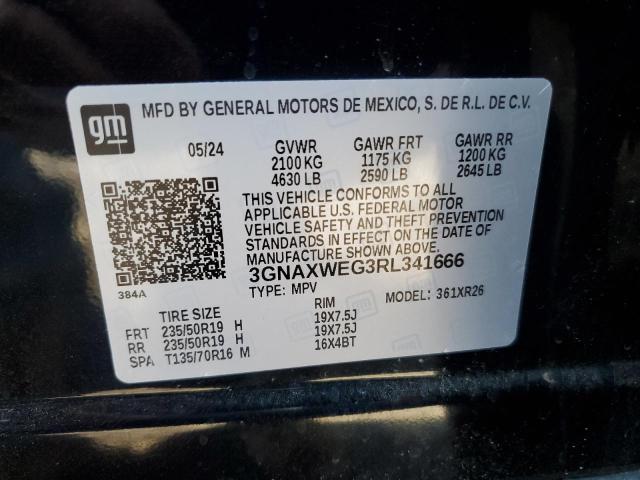 gm
MFD BY GENERAL MOTORS DE MEXICO, S. DE R.L. DE C.V.
05/24 GVWR GAWR FRT GAWR RR
2100 KG 1175 KG 1200 KG
4630 LB 2590 LB 2645 LB
THIS VEHICLE CONFORMS TO ALL
APPLICABLE U.S. FEDERAL MOTOR
VEHICLE SAFETY AND THEFT PREVENTION
STANDARDS IN EFFECT ON THE DATE OF
MANUFACTURE SHOWN ABOVE.
3GNAXWEG3RL341666
384A TYPE: MPV MODEL: 361XR26
TIRE SIZE RIM
FRT 235/50R19 H 19X7.5J
RR 235/50R19 H 19X7.5J
SPA T135/70R16 M 16X4BT